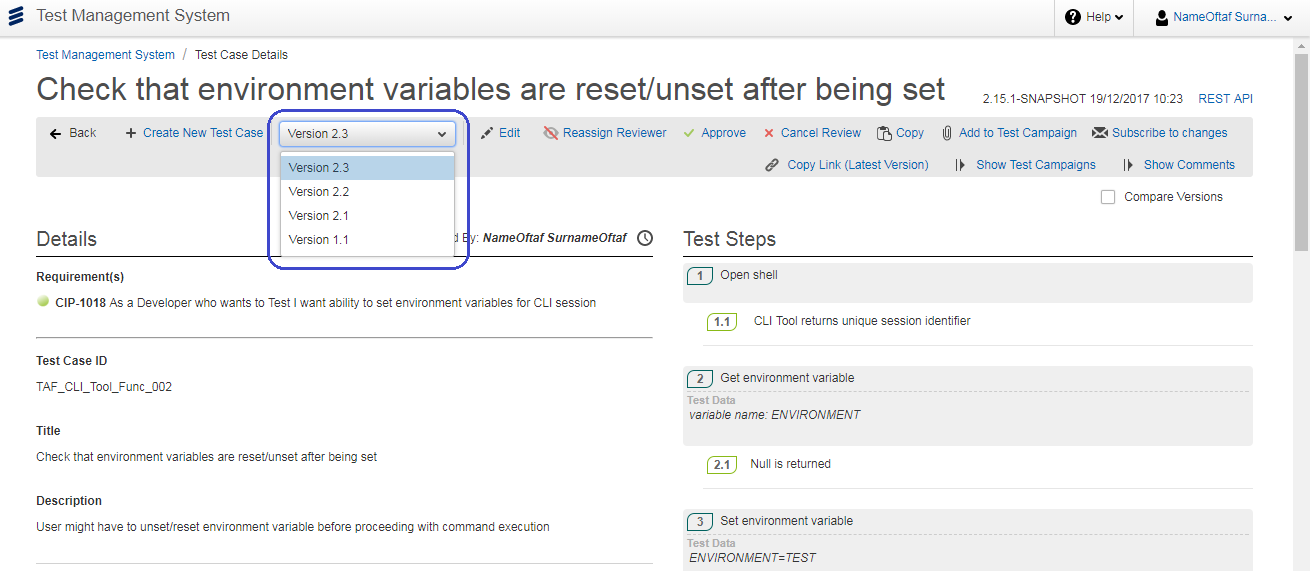 Test Management System
Help
NameOftaf Surna...
Test Management System / Test Case Details
Check that environment variables are reset/unset after being set
2.15.1-SNAPSHOT 19/12/2017 10:23 REST API
Back
Create New Test Case
Version 2.3
Edit
Reassign Reviewer
Approve
Cancel Review
Copy
Add to Test Campaign
Subscribe to changes
Version 2.3
Version 2.2
Version 2.1
Version 1.1
Copy Link (Latest Version)
Show Test Campaigns
Show Comments
Compare Versions
Details
By: NameOftaf SurnameOftaf
Requirement(s)
CIP-1018 As a Developer who wants to Test I want ability to set environment variables for CLI session
Test Case ID
TAF_CLI_Tool_Func_002
Title
Check that environment variables are reset/unset after being set
Description
User might have to unset/reset environment variable before proceeding with command execution
Test Steps
1 Open shell
1.1 CLI Tool returns unique session identifier
2 Get environment variable
Test Data
variable name: ENVIRONMENT
2.1 Null is returned
3 Set environment variable
Test Data
ENVIRONMENT=TEST